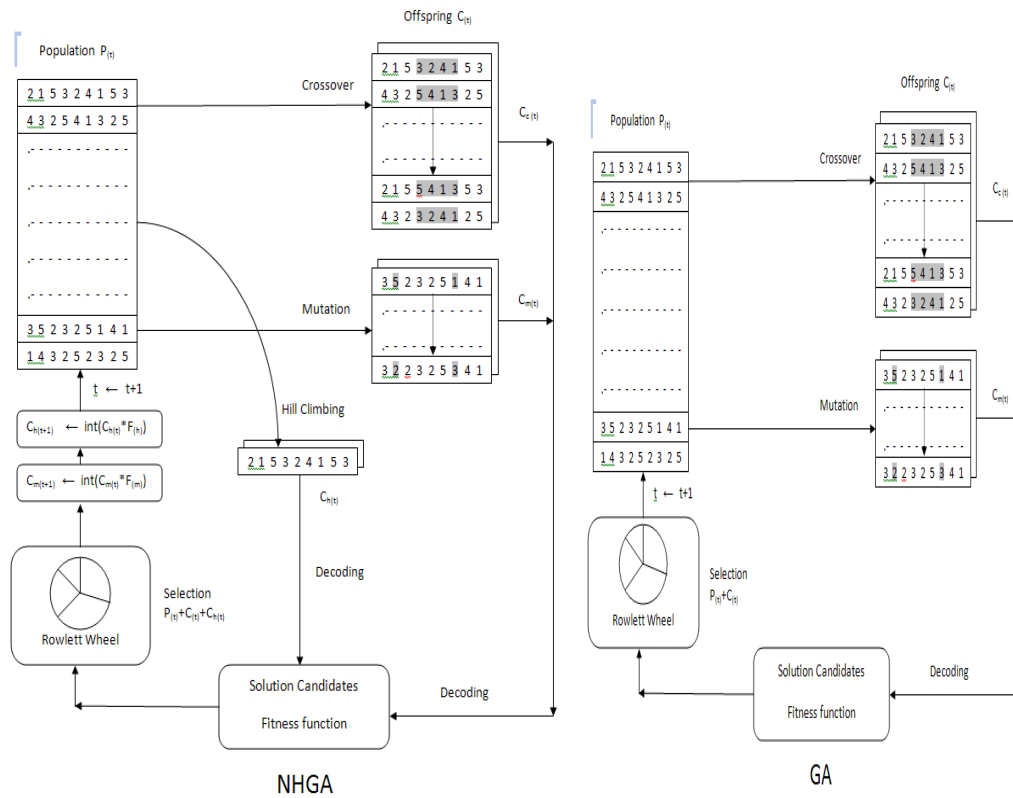 Offspring C(t)
Population P(t)
2 1 5 3 2 4 1 5 3
4 3 2 5 4 1 3 2 5
3 5 2 3 2 5 1 4 1
1 4 3 2 5 2 3 2 5
Crossover
2 1 5 3 2 4 1 5 3
4 3 2 5 4 1 3 2 5
2 1 5 5 4 1 3 5 3
4 3 2 3 2 4 1 2 5
Cc (t)
Mutation
3 5 2 3 2 5 1 4 1
3 2 2 3 2 5 3 4 1
Cm(t)
Hill Climbing
2 1 5 3 2 4 1 5 3
Ch(t)
t ← t+1
Ch(t+1) ← int(Ch(t)*F(h))
Cm(t+1) ← int(Cm(t)*F(m))
Rowlett Wheel
Selection
P(t)+C(t)+Ch(t)
Decoding
Solution Candidates
Fitness function
Decoding
NHGA
Offspring C(t)
Population P(t)
2 1 5 3 2 4 1 5 3
4 3 2 5 4 1 3 2 5
3 5 2 3 2 5 1 4 1
1 4 3 2 5 2 3 2 5
Crossover
2 1 5 3 2 4 1 5 3
4 3 2 5 4 1 3 2 5
2 1 5 5 4 1 3 5 3
4 3 2 3 2 4 1 2 5
Cc (t)
Mutation
3 5 2 3 2 5 1 4 1
3 2 2 3 2 5 3 4 1
Cm(t)
t ← t+1
Rowlett Wheel
Selection
P(t)+C(t)
Solution Candidates
Fitness function
Decoding
GA